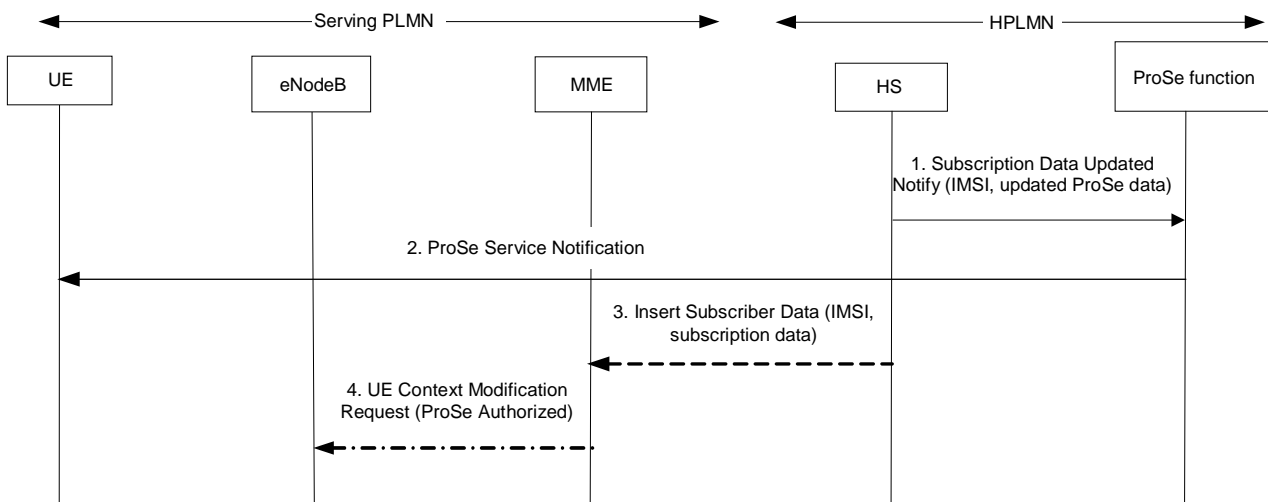 Serving PLMN
HPLMN
UE
eNodeB
MME
HS
ProSe function
1. Subscription Data Updated
Notify (IMSI, updated ProSe data)
2. ProSe Service Notification
3. Insert Subscriber Data (IMSI,
subscription data)
4. UE Context Modification
Request (ProSe Authorized)